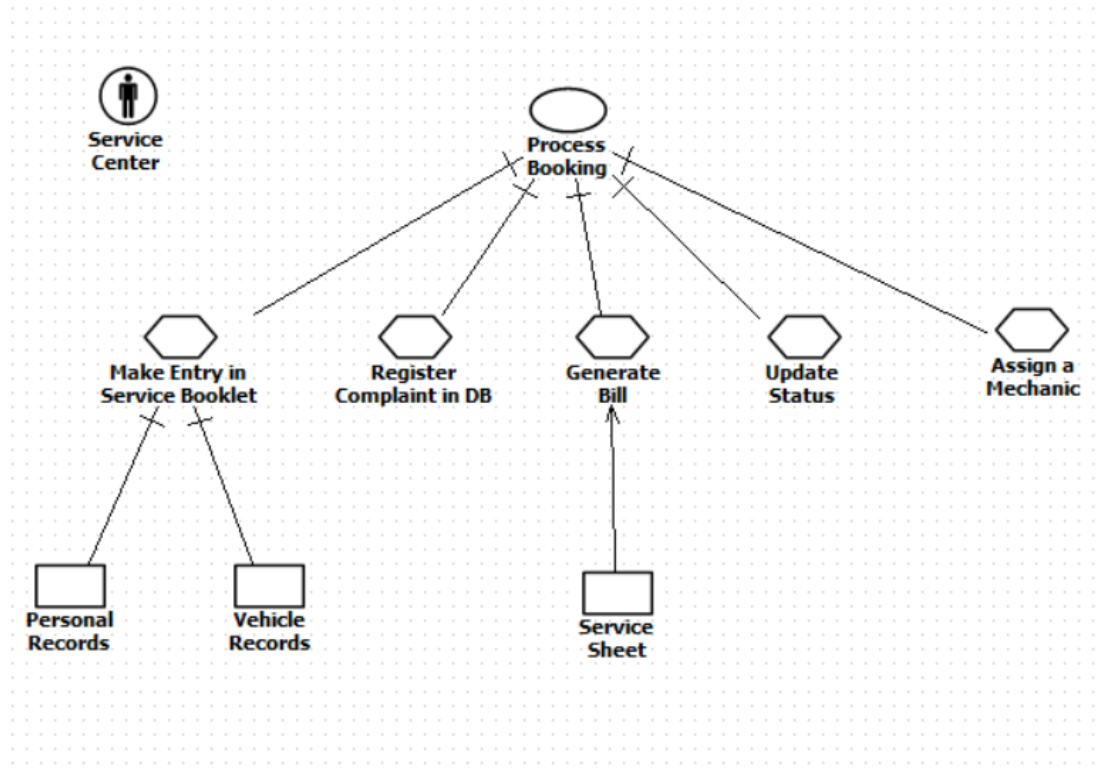 Service
Center
Process
Booking
Make Entry in
Service Booklet
Register
Complaint in DB
Generate
Bill
Update
Status
Assign a
Mechanic
Personal
Records
Vehicle
Records
Service
Sheet